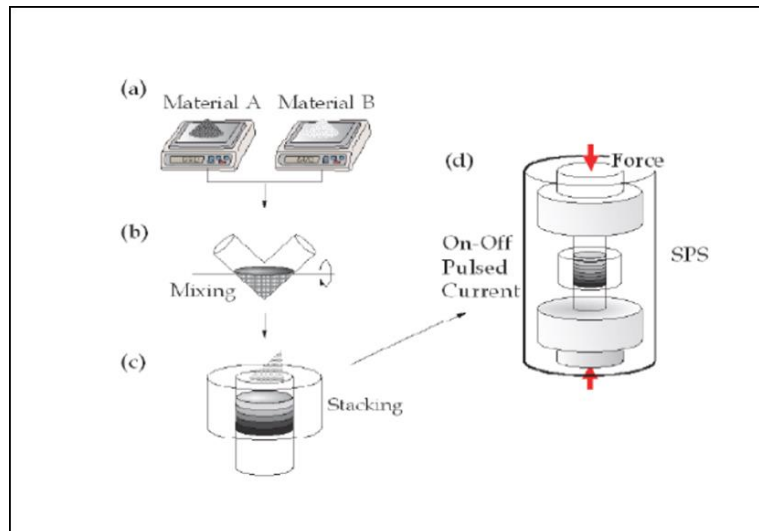 (a)
Material A
Material B
(b)
Mixing
(c)
Stacking
(d)
Force
On-Off
Pulsed
Current
SPS